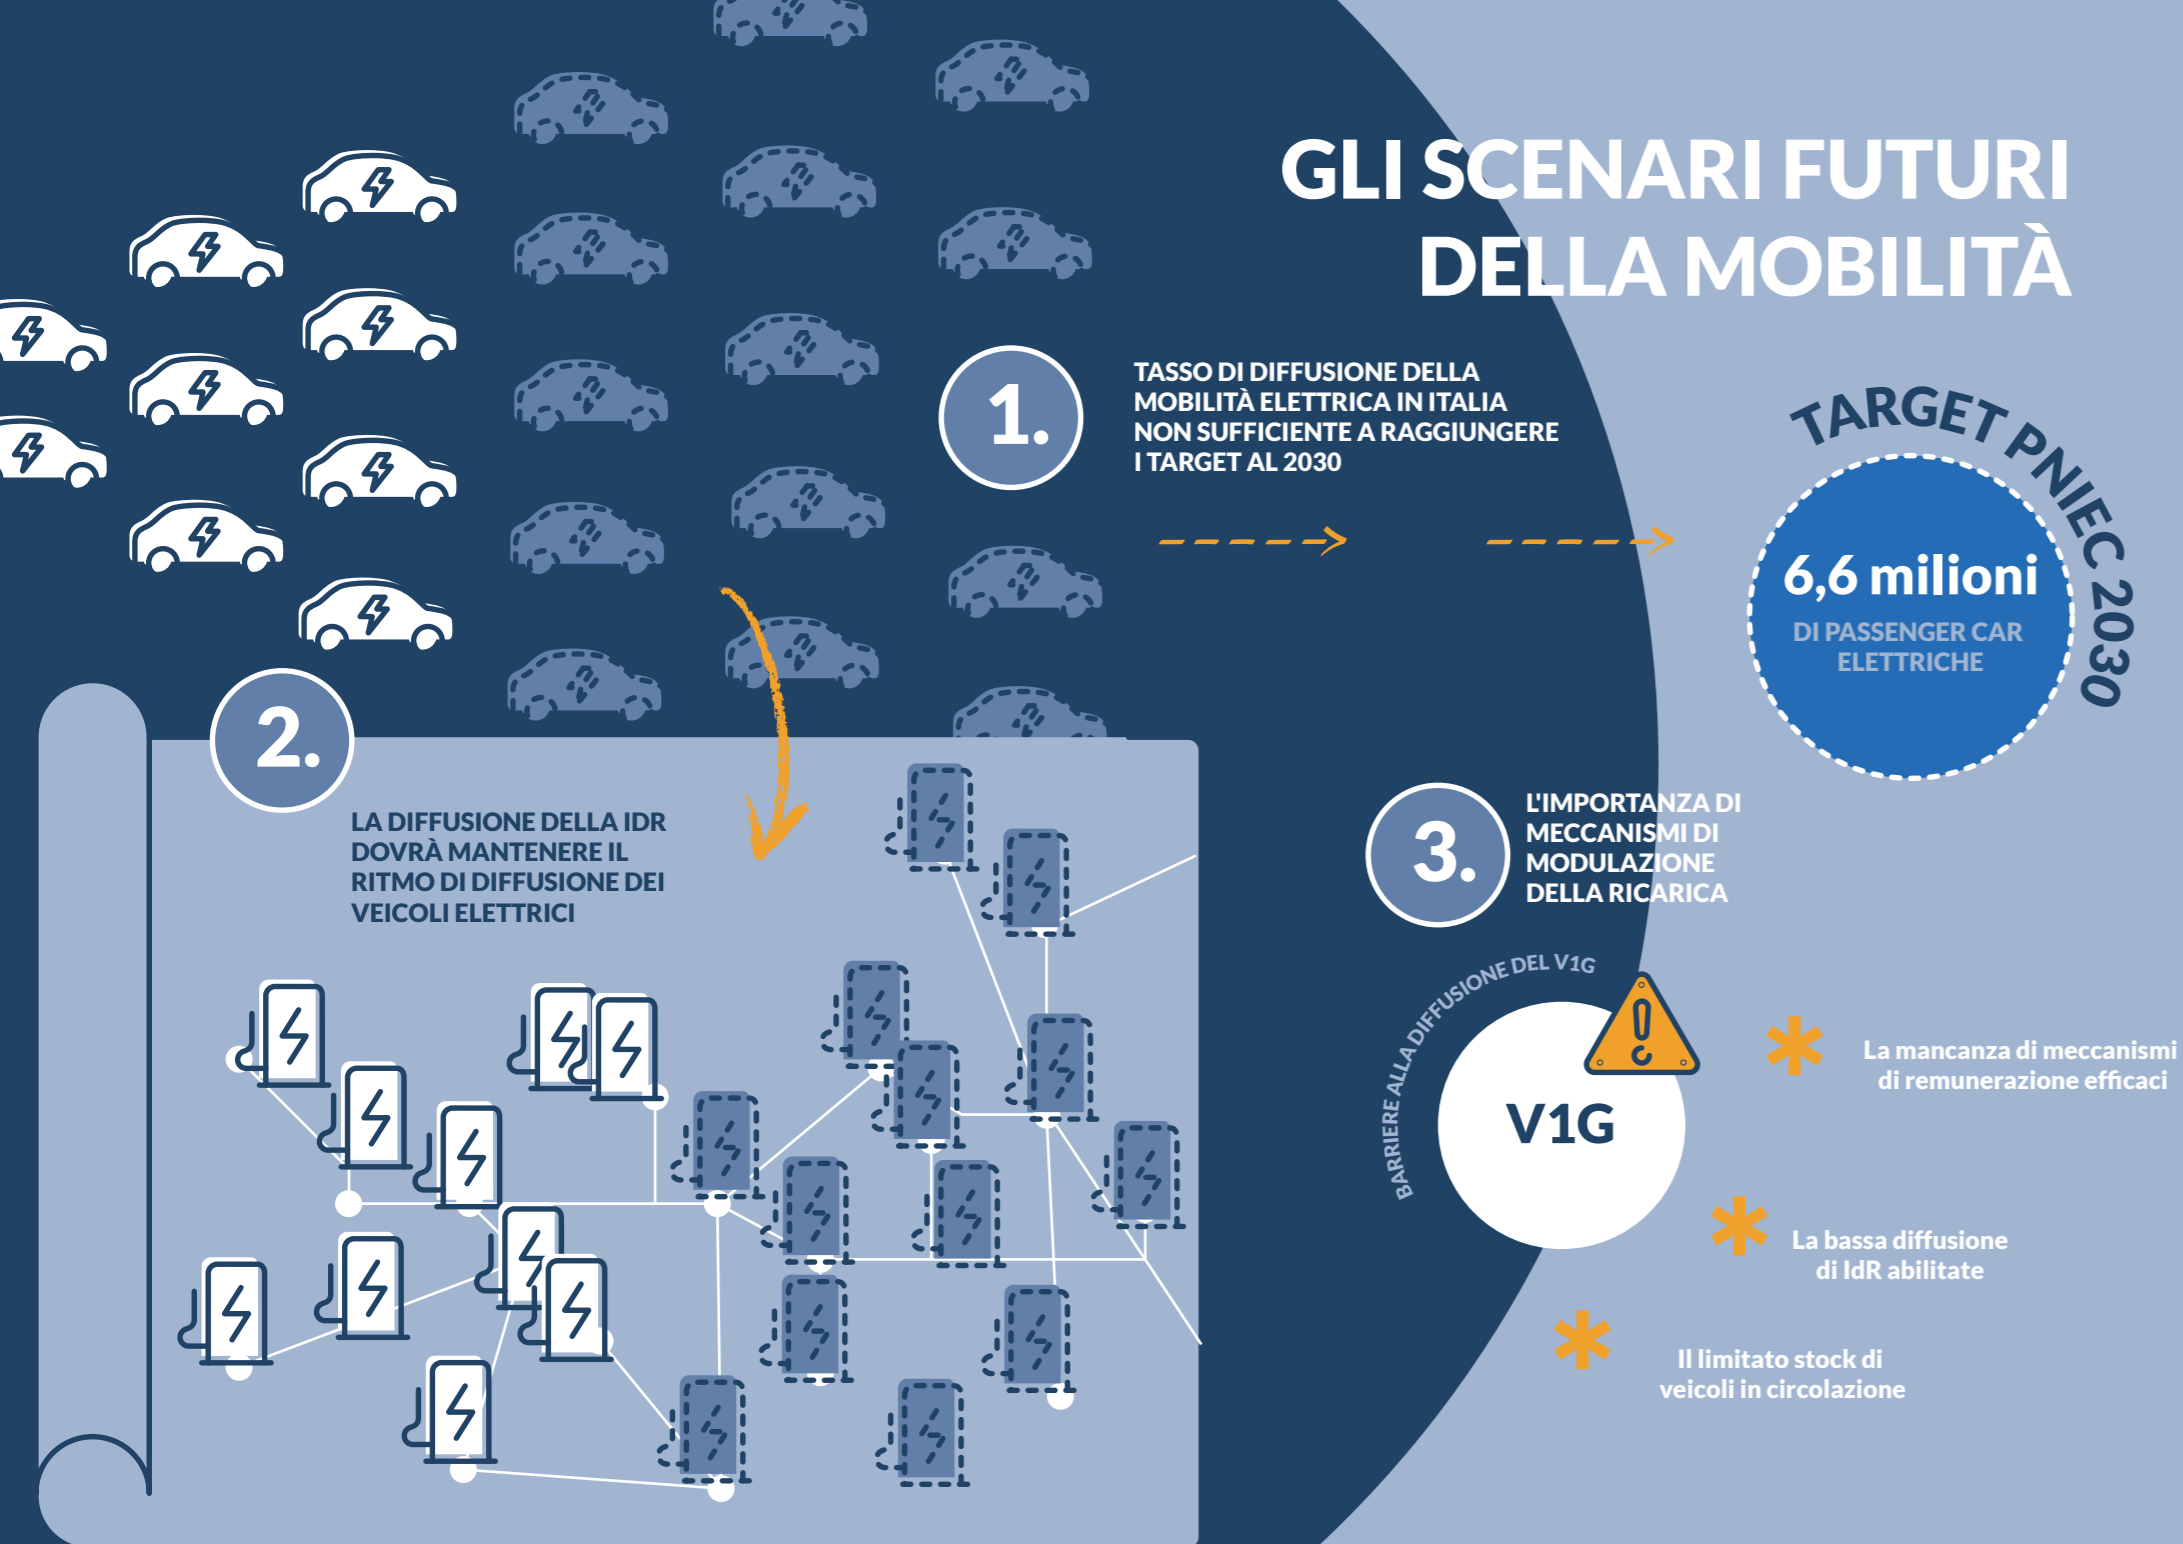 GLI SCENARI FUTURI
DELLA MOBILITÀ
1.
TASSO DI DIFFUSIONE DELLA
MOBILITÀ ELETTRICA IN ITALIA
NON SUFFICIENTE A RAGGIUNGERE
I TARGET AL 2030
TARGET PNIEC 2030
6,6 milioni
DI PASSENGER CAR
ELETTRICHE
2.
LA DIFFUSIONE DELLA IDR
DOVRÀ MANTENERE IL
RITMO DI DIFFUSIONE DEI
VEICOLI ELETTRICI
3.
L'IMPORTANZA DI
MECCANISMI DI
MODULAZIONE
DELLA RICARICA
BARRIERE ALLA DIFFUSIONE DEL V1G
V1G
La mancanza di meccanismi
di remunerazione efficaci
La bassa diffusione
di IdR abilitate
Il limitato stock di
veicoli in circolazione